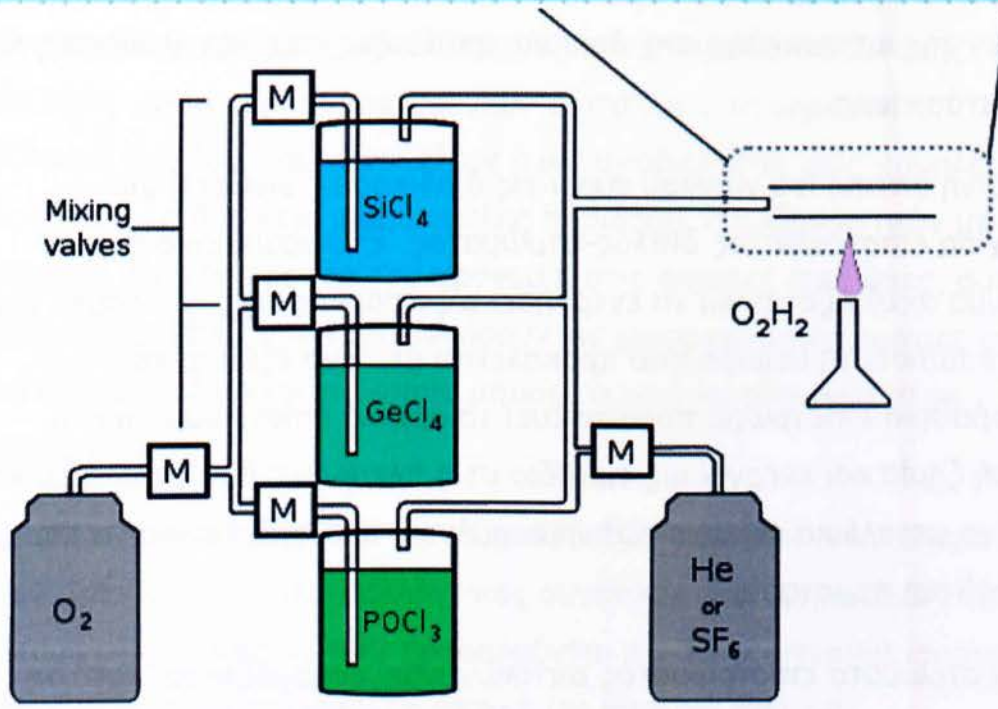 M
SiCl4
Mixing
valves
M
O2H2
GeCl4
M
M
M
O2
POCl3
He
or
SF6